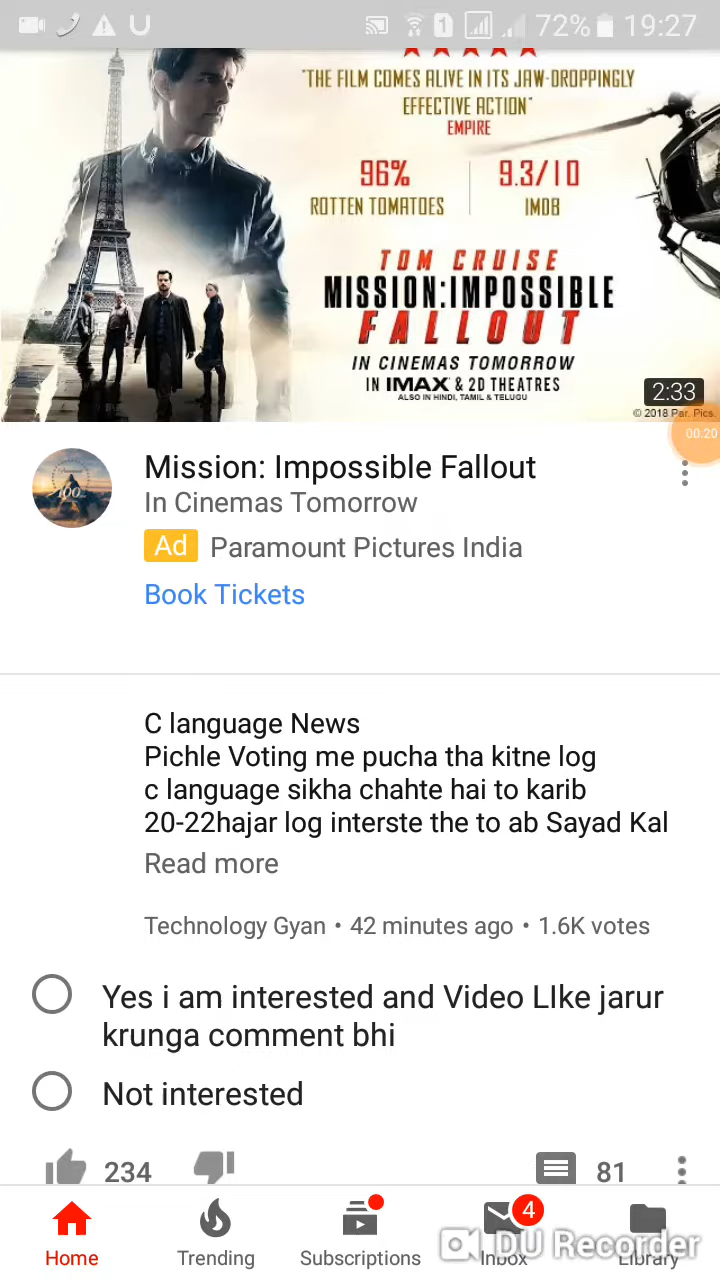 1
72%
19:27
"THE FILM COMES ALIVE IN ITS JAW-DROPPINGLY
EFFECTIVE ACTION"
EMPIRE
96%
ROTTEN TOMATOES
9.3/10
IMDB
TOM CRUISE
MISSION:IMPOSSIBLE
FALLOUT
IN CINEMAS TOMORROW
IN IMAX & 2D THEATRES
ALSO IN HINDI, TAMIL & TELUGU
2:33
© 2018 Par. Pics.
00:20
100
Mission: Impossible Fallout
In Cinemas Tomorrow
Ad Paramount Pictures India
Book Tickets
C language News
Pichle Voting me pucha tha kitne log
c language sikha chahte hai to karib
20-22hajar log interste the to ab Sayad Kal
Read more
Technology Gyan • 42 minutes ago • 1.6K votes
Yes i am interested and Video LIke jarur
krunga comment bhi
Not interested
234
81
4
Home
Trending
Subscriptions
Inbox
Library
DU Recorder